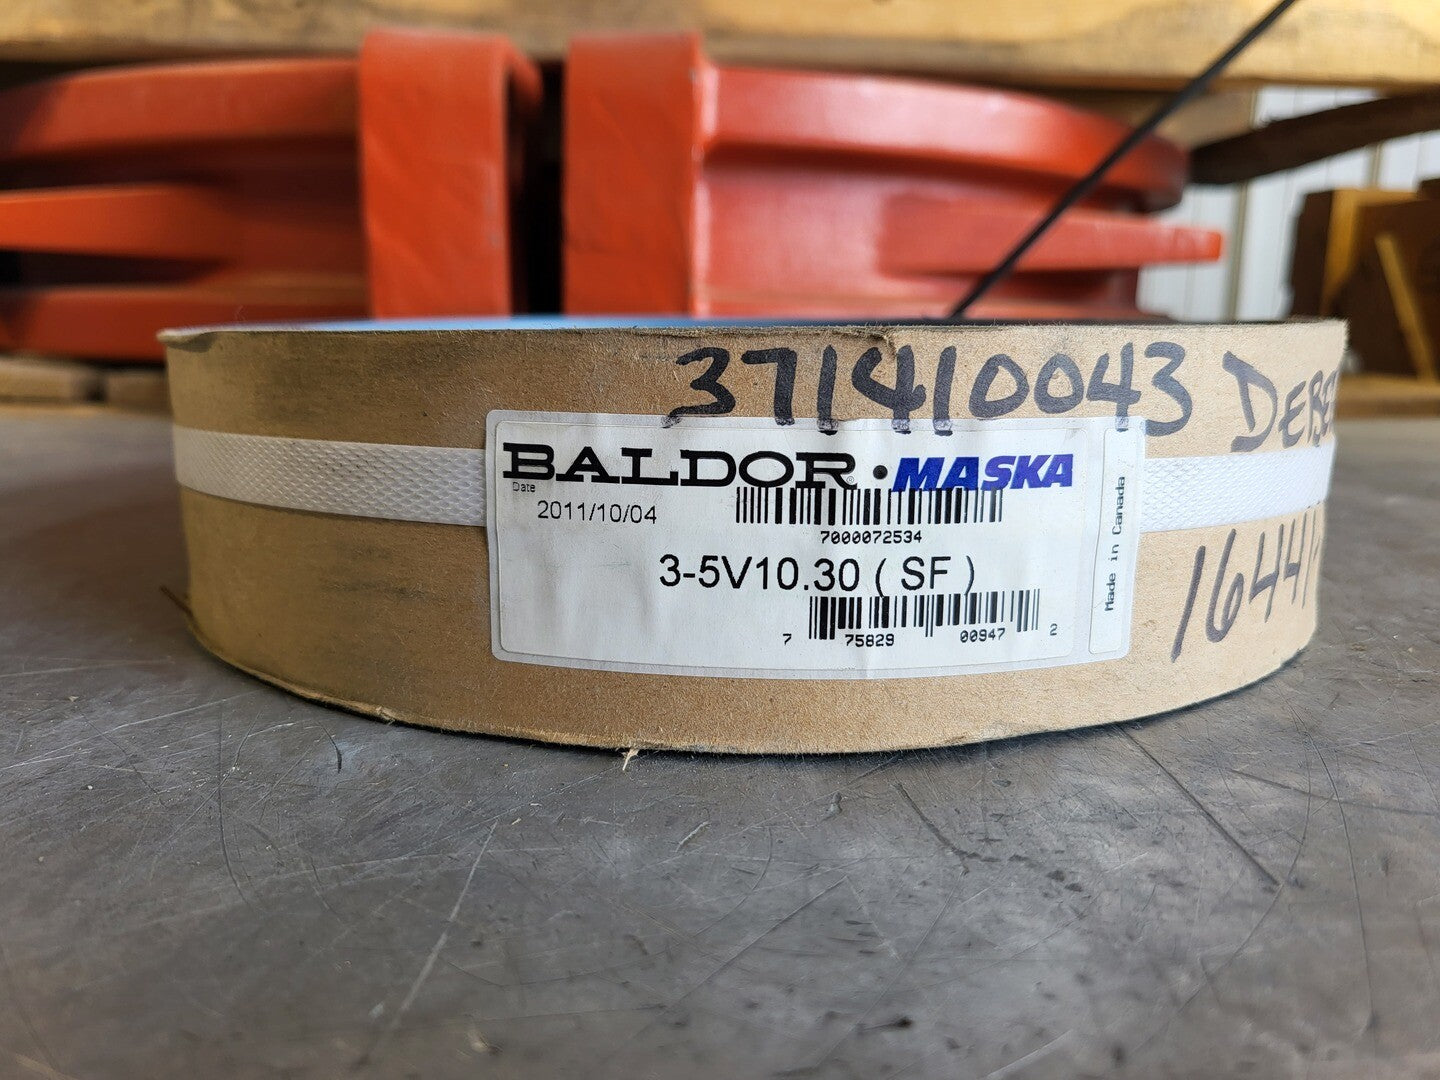 371410043
BALDOR • MASKA
Date
2011/10/04
7000072534
3-5V10.30 ( SF )
7 75829 00947 2
Made in Canada